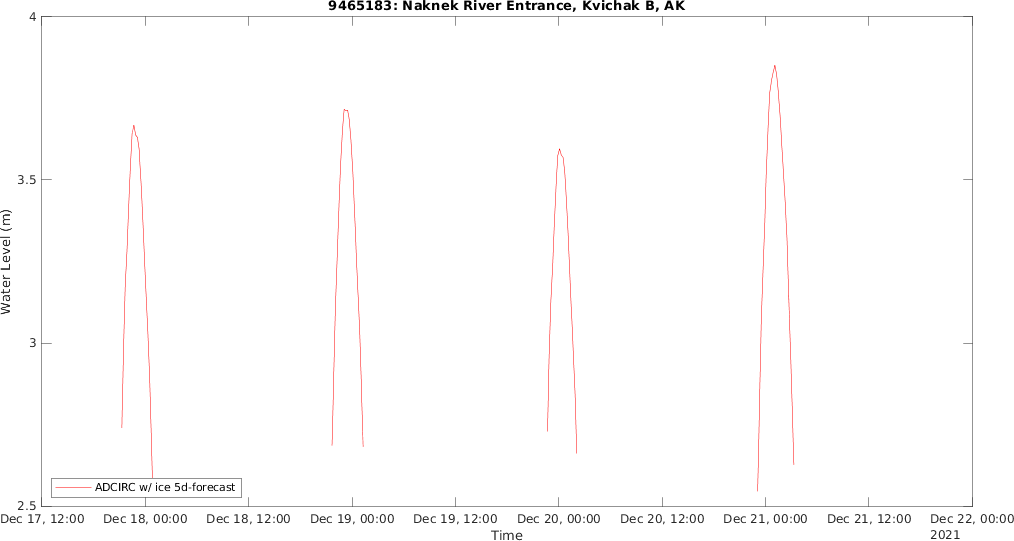 9465183: Naknek River Entrance, Kvichak B, AK
4
3.5
3
2.5
Water Level (m)
ADCIRC w/ ice 5d-forecast
Dec 17, 12:00 Dec 18, 00:00 Dec 18, 12:00 Dec 19, 00:00 Dec 19, 12:00 Dec 20, 00:00 Dec 20, 12:00 Dec 21, 00:00 Dec 21, 12:00 Dec 22, 00:00
Time
2021